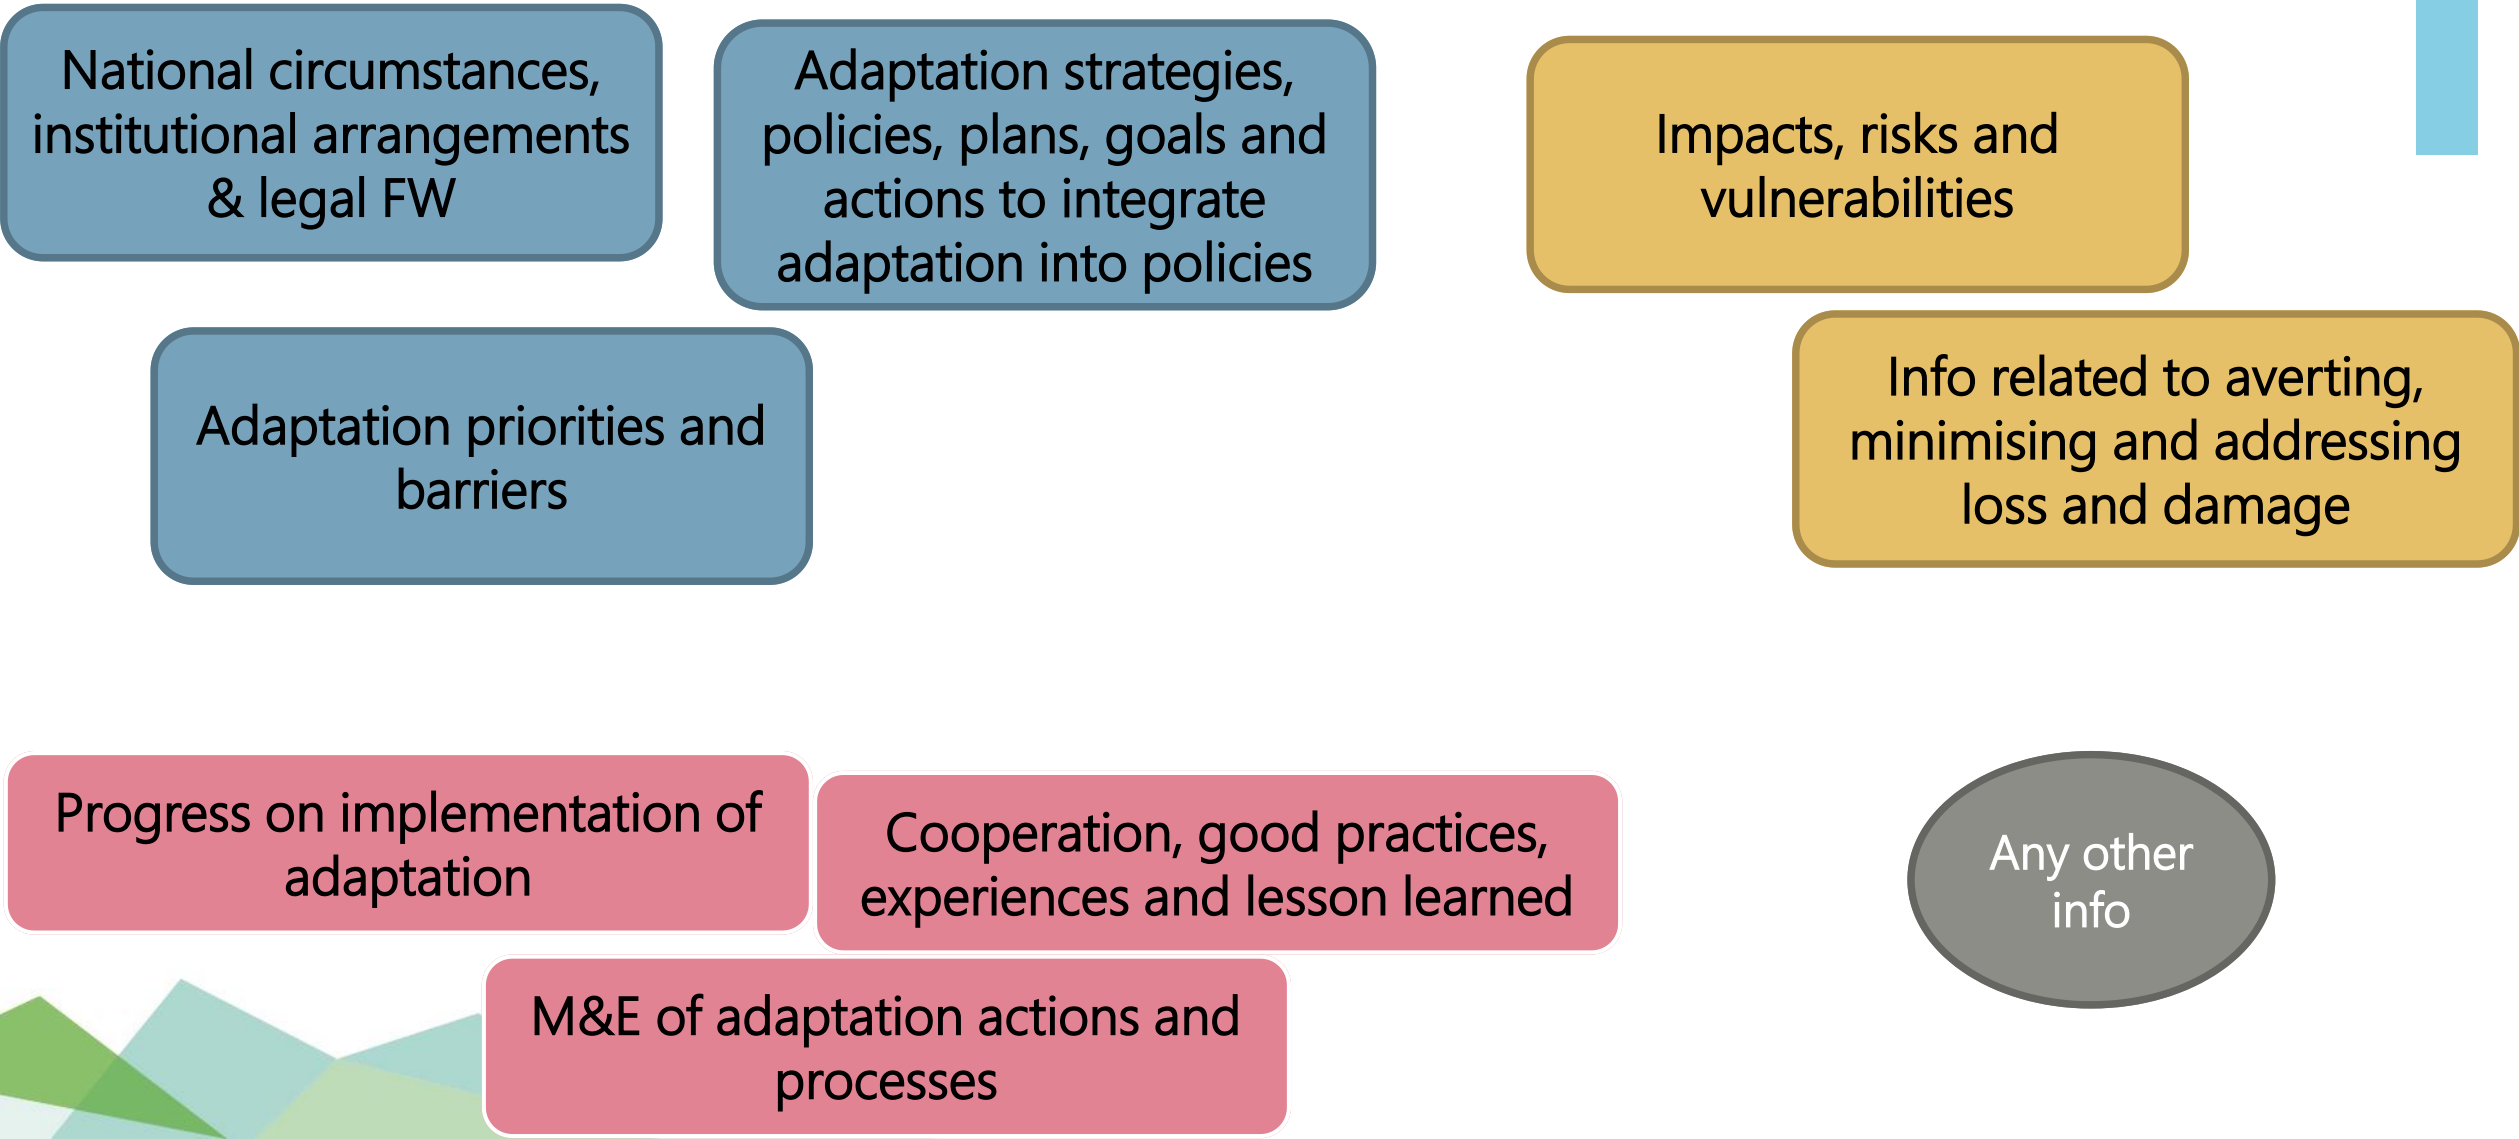 National circumstances,
institutional arrangements
& legal FW
Adaptation strategies,
policies, plans, goals and
actions to integrate
adaptation into policies
Impacts, risks and
vulnerabilities
Adaptation priorities and
barriers
Info related to averting,
minimising and addressing
loss and damage
Progress on implementation of
adaptation
Cooperation, good practices,
experiences and lesson learned
Any other
info
M&E of adaptation actions and
processes